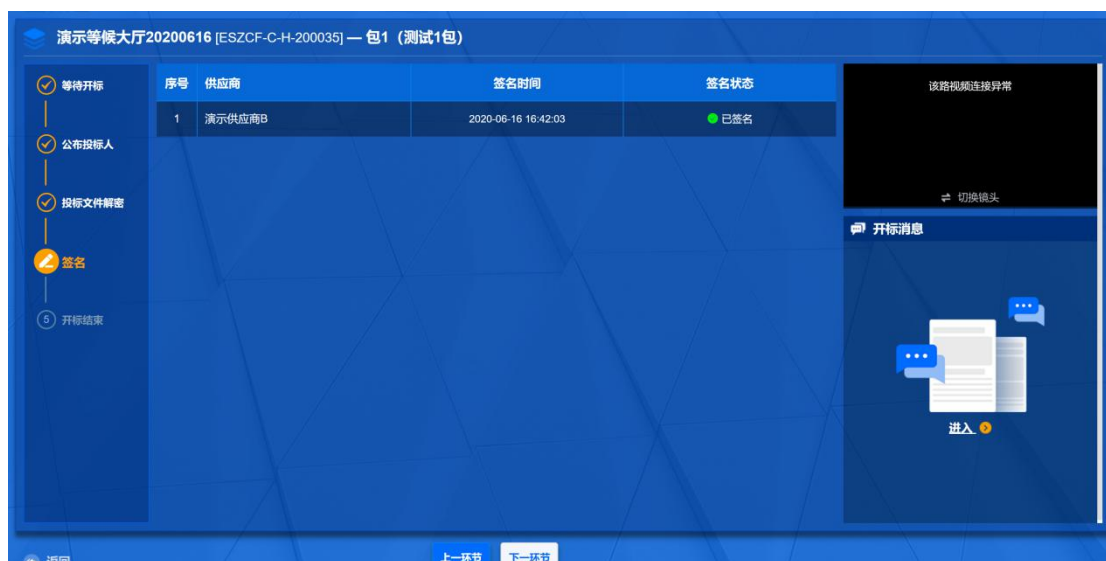 演示等候大厅20200616 [ESZCF-C-H-200035] — 包1（测试1包）
等待开标
公布投标人
投标文件解密
签名
5 开标结束
序号 供应商 签名时间 签名状态
1 演示供应商B 2020-06-16 16:42:03 已签名
该路视频连接异常
切换镜头
开标消息
进入
返回
上一环节 下一环节